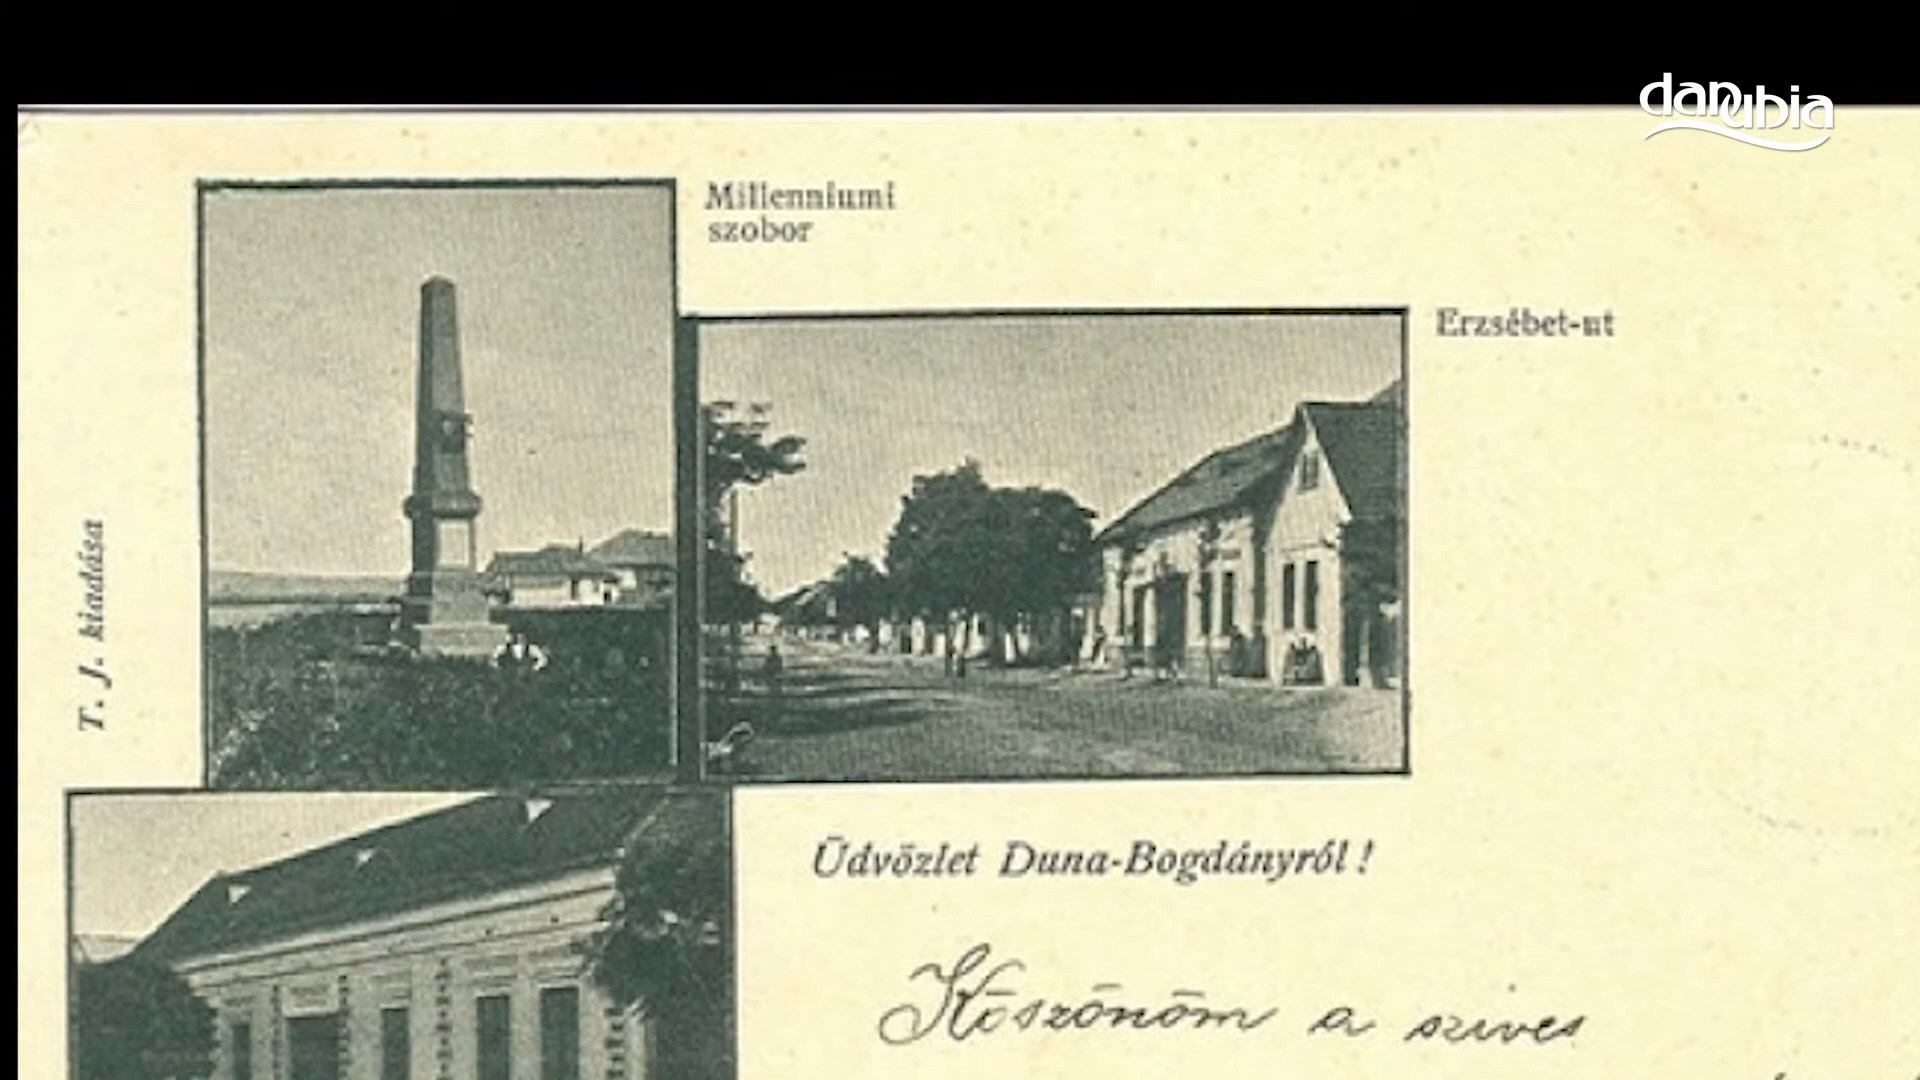 danubia
Millenniumi
szobor
Erzsébet-ut
T. J. kiadása
Üdvözlet Duna-Bogdányról!
Köszönöm a szives